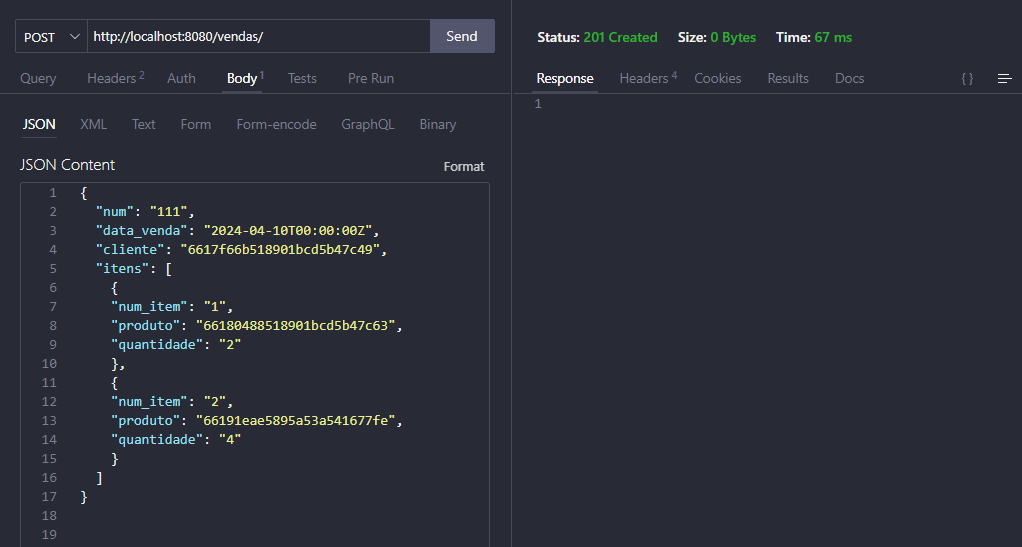 POST http://localhost:8080/vendas/ Send
Query Headers 2 Auth Body 1 Tests Pre Run
JSON XML Text Form Form-encode GraphQL Binary
JSON Content Format
1 {
2 "num": "111",
3 "data_venda": "2024-04-10T00:00:00Z",
4 "cliente": "6617f66b518901bcd5b47c49",
5 "itens": [
6 {
7 "num_item": "1",
8 "produto": "66180488518901bcd5b47c63",
9 "quantidade": "2"
10 },
11 {
12 "num_item": "2",
13 "produto": "66191eae5895a53a541677fe",
14 "quantidade": "4"
15 }
16 ]
17 }
18
19
Status: 201 Created Size: 0 Bytes Time: 67 ms
Response Headers 4 Cookies Results Docs { }
1